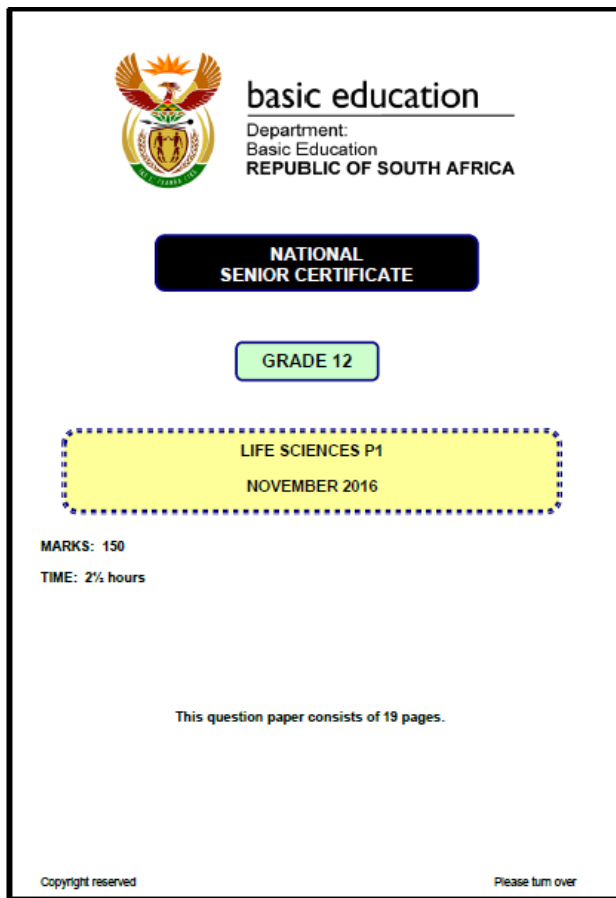 basic education
Department:
Basic Education
REPUBLIC OF SOUTH AFRICA
NATIONAL
SENIOR CERTIFICATE
GRADE 12
LIFE SCIENCES P1
NOVEMBER 2016
MARKS: 150
TIME: 2½ hours
This question paper consists of 19 pages.
Copyright reserved
Please turn over